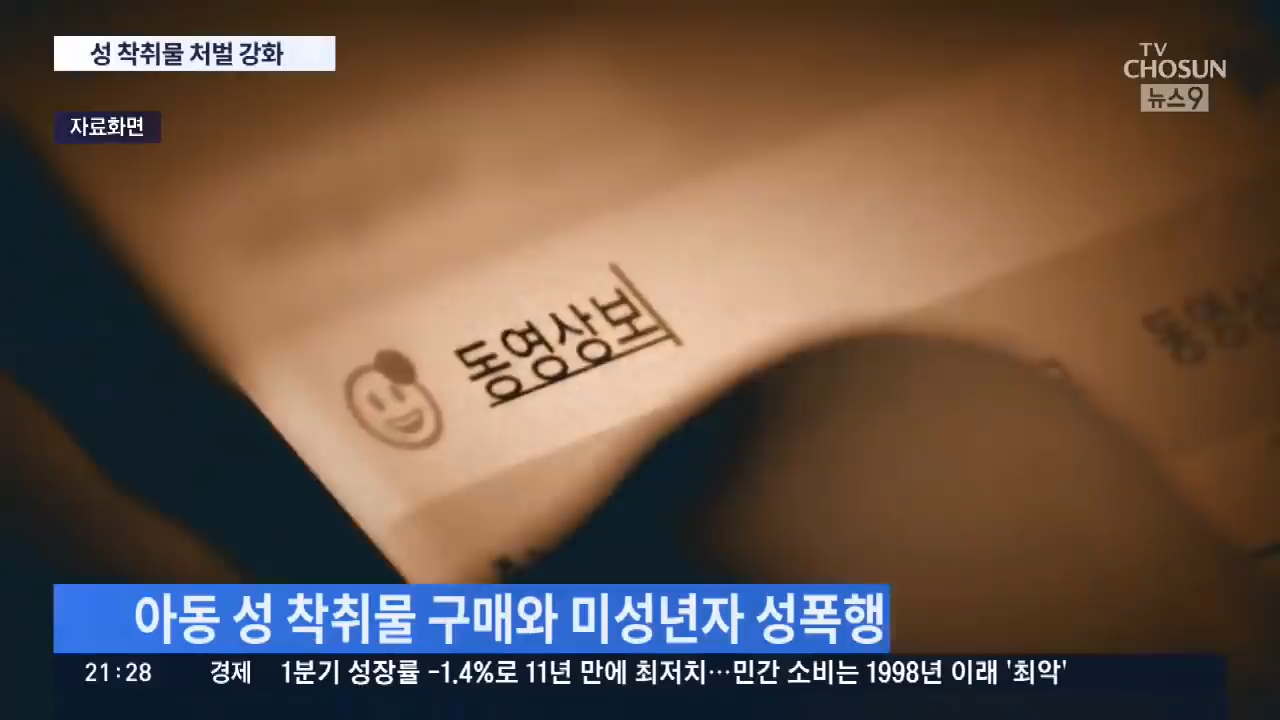 성 착취물 처벌 강화
TV
CHOSUN
뉴스9
자료화면
동영상보
동영상
아동 성 착취물 구매와 미성년자 성폭행
21:28 경제 1분기 성장률 -1.4%로 11년 만에 최저치…민간 소비는 1998년 이래 '최악'